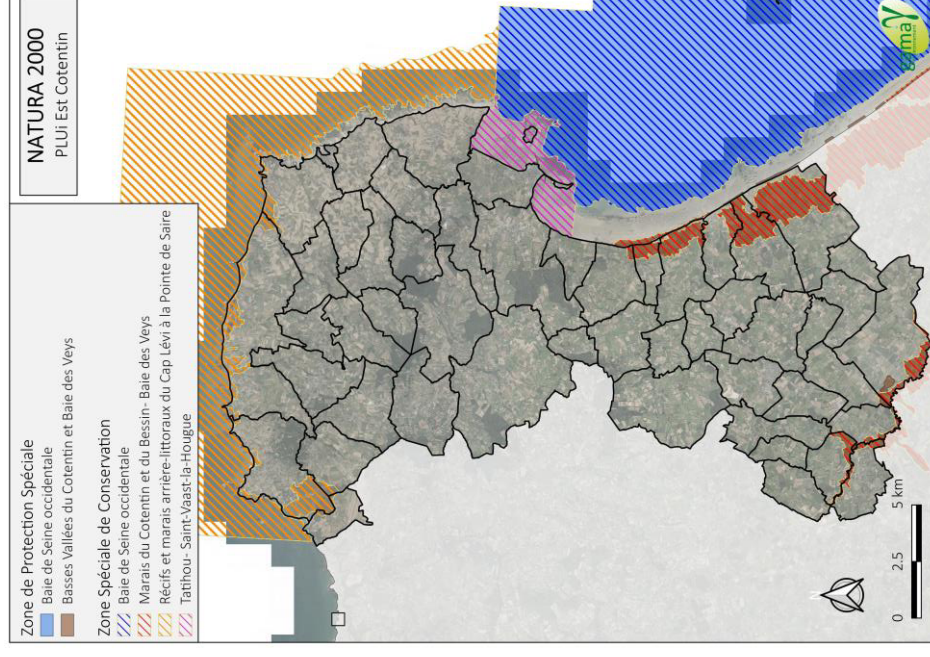 NATURA 2000
PLUi Est Cotentin
Zone de Protection Spéciale
Baie de Seine occidentale
Basses Vallées du Cotentin et Baie des Veys
Zone Spéciale de Conservation
Baie de Seine occidentale
Marais du Cotentin et du Bessin- Baie des Veys
Récifs et marais arrière-littoraux du Cap Lévi à la Pointe de Saire
Tatihou- Saint-Vaast-la-Hougue
N
0 2.5 5 km
gama